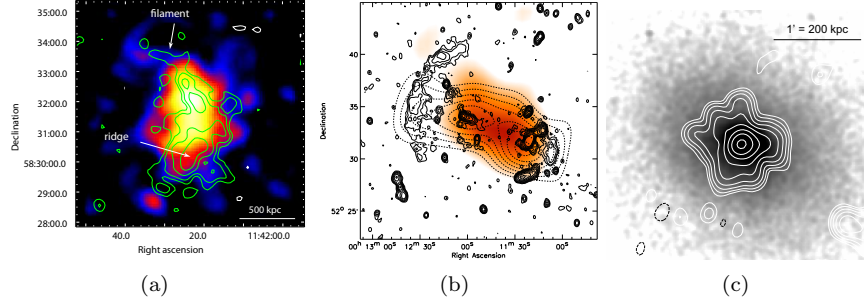 filament
35:00.0
34:00.0
33:00.0
32:00.0
31:00.0
58:30:00.0
29:00.0
28:00.0
Declination
ridge
500 kpc
40.0 20.0 11:42:00.0
Right ascension
(a)
45
40
35
30
52° 25
Declination
00h 13m 00s 12m 30s 00s 11m 30s 00s
Right Ascension
(b)
1' = 200 kpc
(c)